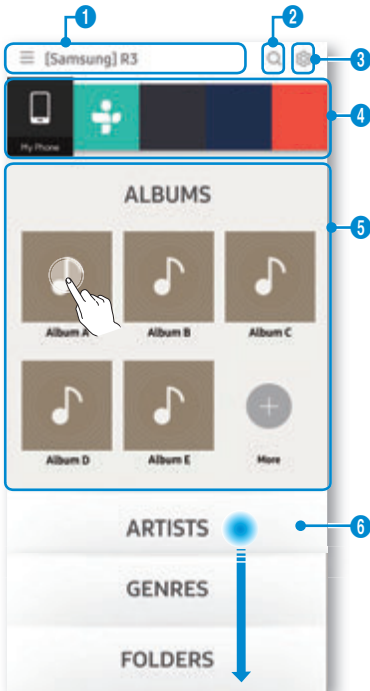 1
2
[Samsung] R3
3
4
My Phone
ALBUMS
5
Album A
Album B
Album C
Album D
Album E
More
ARTISTS
6
GENRES
FOLDERS